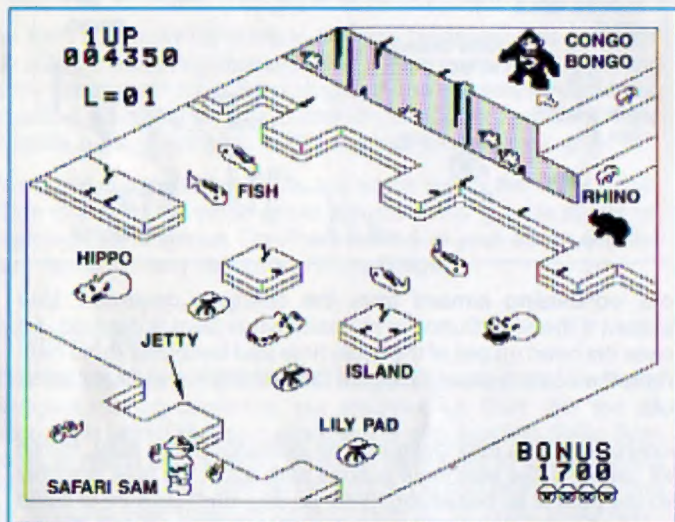 1UP
004350
L=01
CONGO
BONGO
FISH
RHINO
HIPPO
JETTY
ISLAND
LILY PAD
SAFARI SAM
BONUS
1700